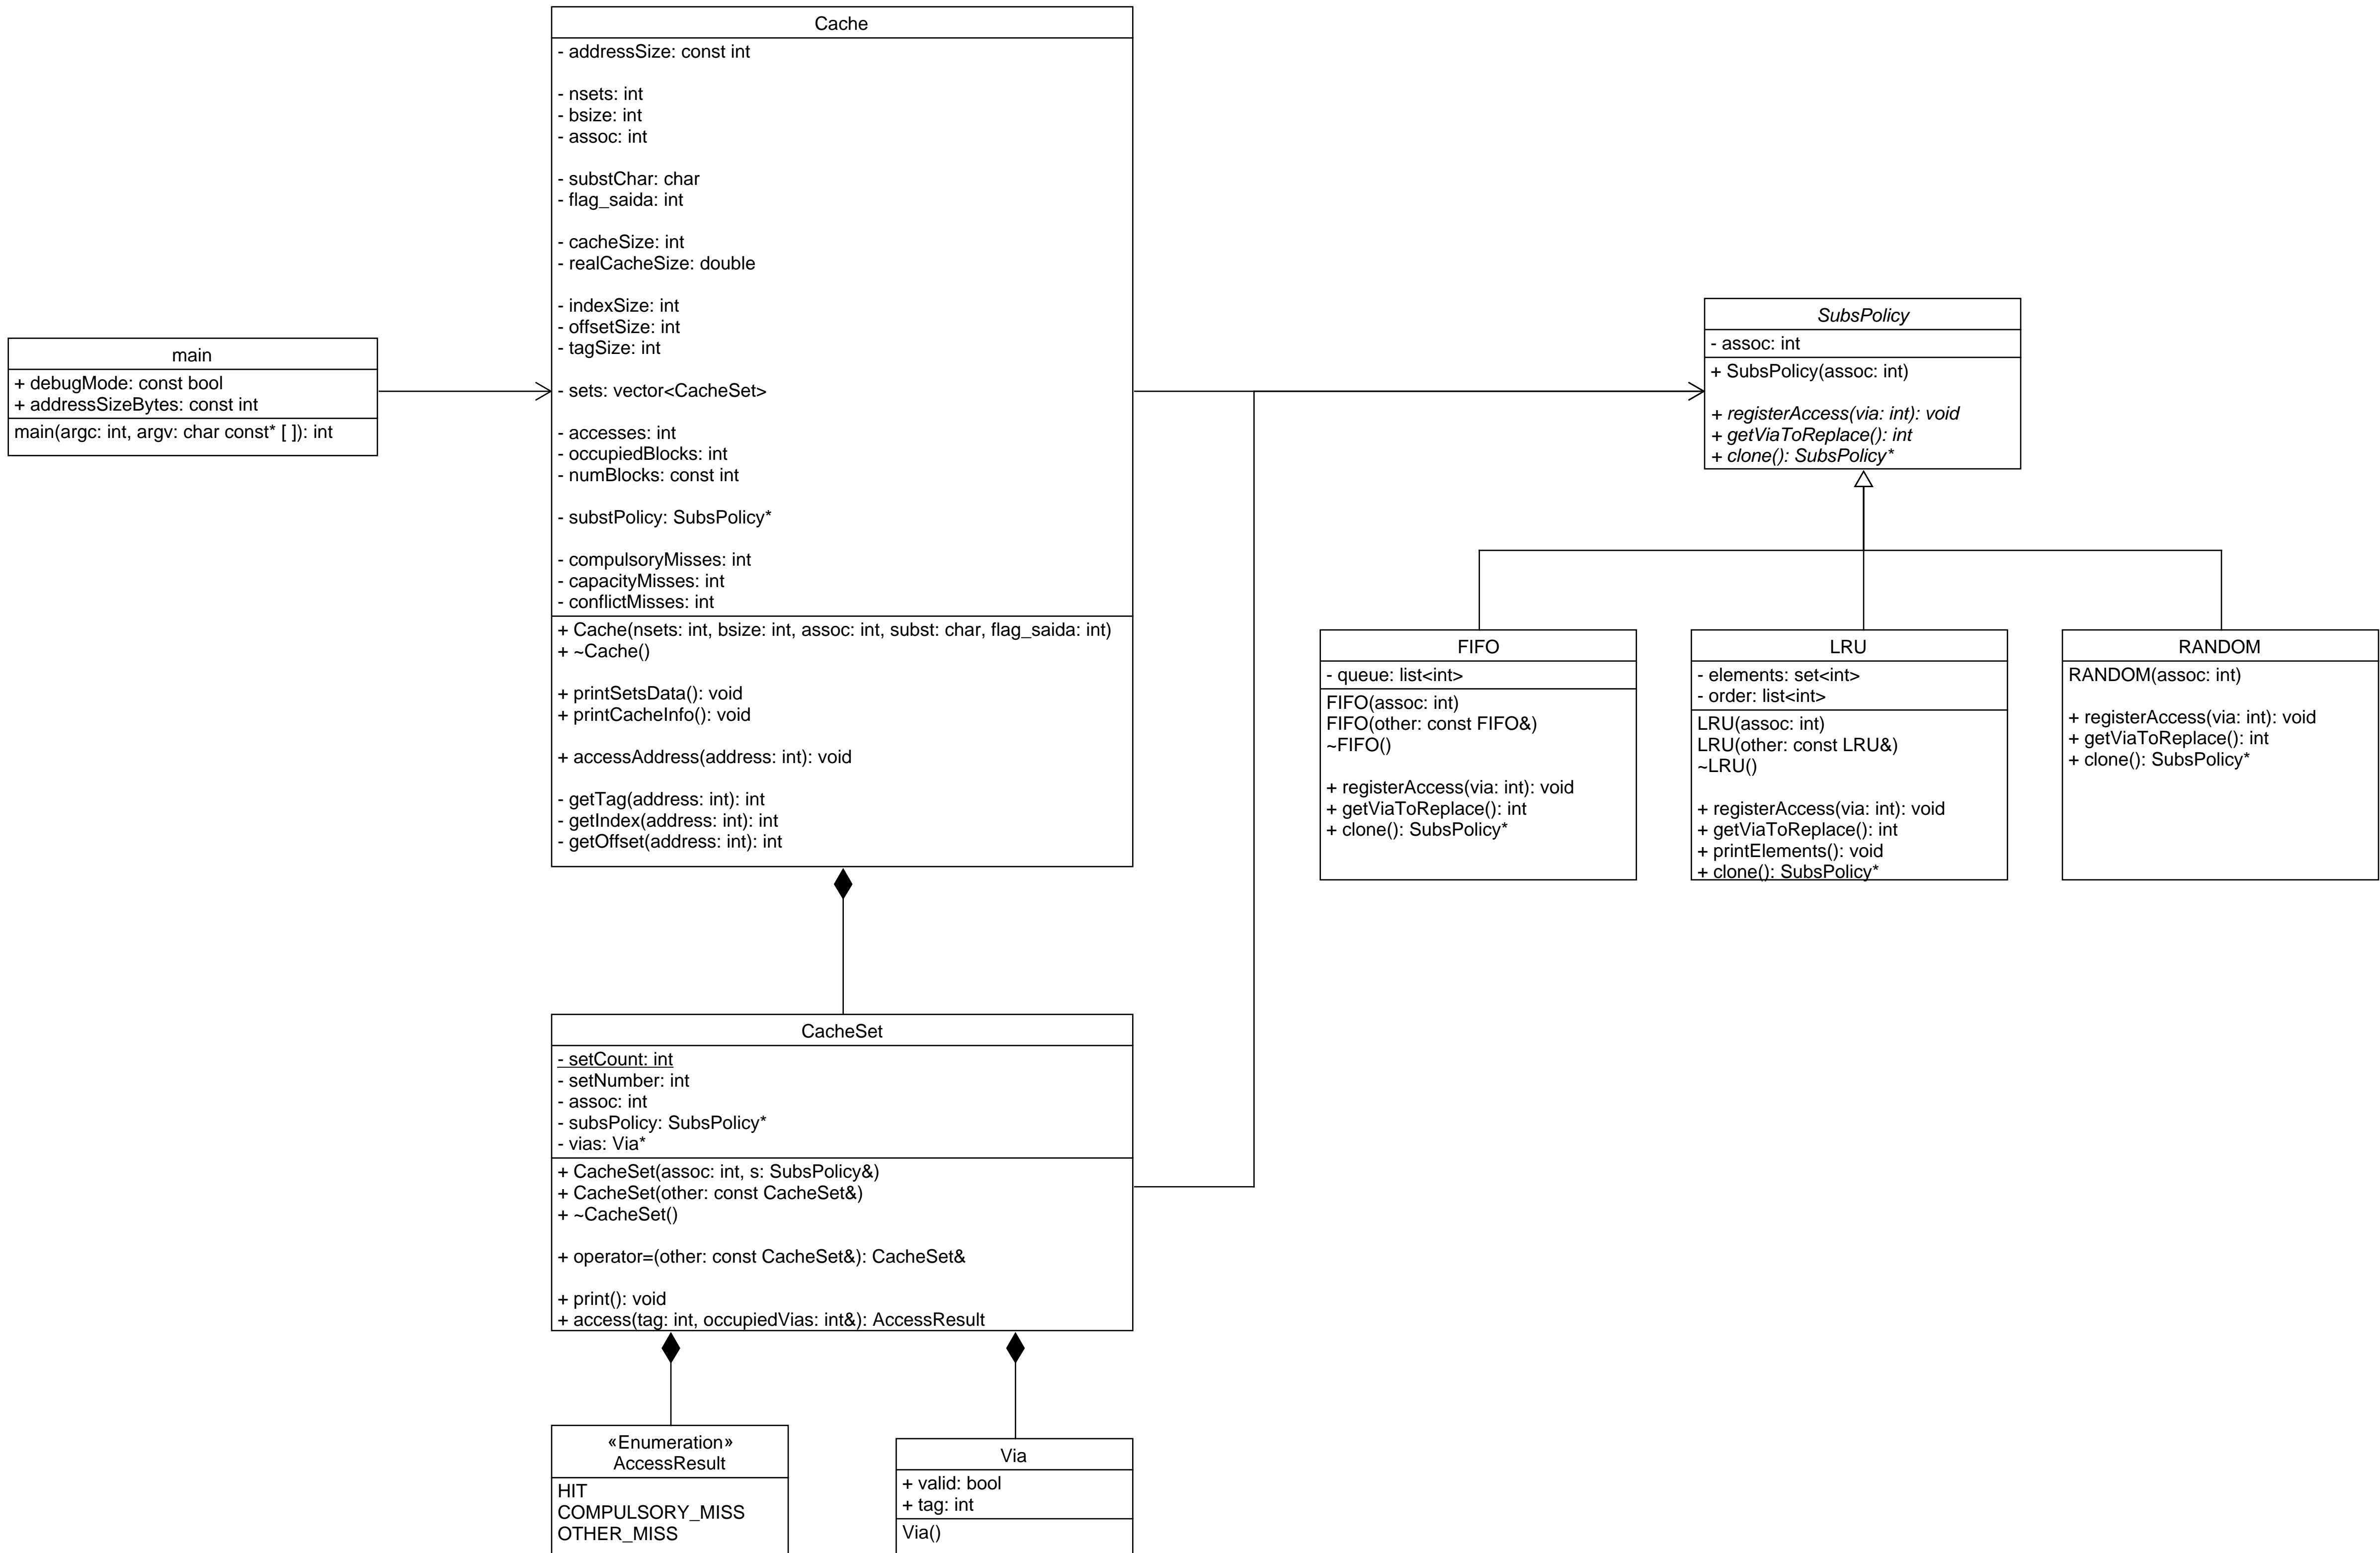 Cache
- addressSize: const int
- nsets: int
- bsize: int
- assoc: int
- substChar: char
- flag_saida: int
- cacheSize: int
- realCacheSize: double
- indexSize: int
- offsetSize: int
- tagSize: int
- sets: vector<CacheSet>
- accesses: int
- occupiedBlocks: int
- numBlocks: const int
- substPolicy: SubsPolicy*
- compulsoryMisses: int
- capacityMisses: int
- conflictMisses: int
+ Cache(nsets: int, bsize: int, assoc: int, subst: char, flag_saida: int)
+ ~Cache()
+ printSetsData(): void
+ printCacheInfo(): void
+ accessAddress(address: int): void
- getTag(address: int): int
- getIndex(address: int): int
- getOffset(address: int): int
main
+ debugMode: const bool
+ addressSizeBytes: const int
main(argc: int, argv: char const* [ ]): int
SubsPolicy
- assoc: int
+ SubsPolicy(assoc: int)
+ registerAccess(via: int): void
+ getViaToReplace(): int
+ clone(): SubsPolicy*
FIFO
- queue: list<int>
FIFO(assoc: int)
FIFO(other: const FIFO&)
~FIFO()
+ registerAccess(via: int): void
+ getViaToReplace(): int
+ clone(): SubsPolicy*
LRU
- elements: set<int>
- order: list<int>
LRU(assoc: int)
LRU(other: const LRU&)
~LRU()
+ registerAccess(via: int): void
+ getViaToReplace(): int
+ printElements(): void
+ clone(): SubsPolicy*
RANDOM
RANDOM(assoc: int)
+ registerAccess(via: int): void
+ getViaToReplace(): int
+ clone(): SubsPolicy*
CacheSet
- setCount: int
- setNumber: int
- assoc: int
- subsPolicy: SubsPolicy*
- vias: Via*
+ CacheSet(assoc: int, s: SubsPolicy&)
+ CacheSet(other: const CacheSet&)
+ ~CacheSet()
+ operator=(other: const CacheSet&): CacheSet&
+ print(): void
+ access(tag: int, occupiedVias: int&): AccessResult
«Enumeration»
AccessResult
HIT
COMPULSORY_MISS
OTHER_MISS
Via
+ valid: bool
+ tag: int
Via()